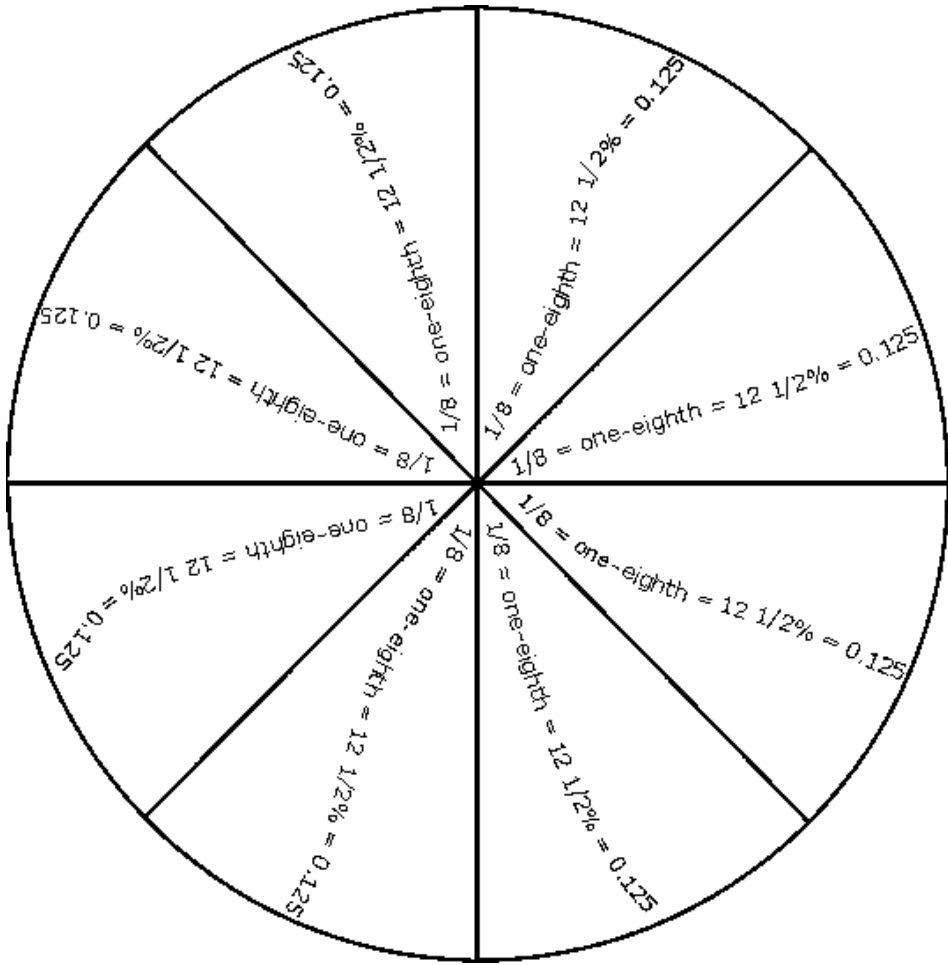 1/8 = one-eighth = 12 1/2% = 0.125
1/8 = one-eighth = 12 1/2% = 0.125
1/8 = one-eighth = 12 1/2% = 0.125
1/8 = one-eighth = 12 1/2% = 0.125
1/8 = one-eighth = 12 1/2% = 0.125
1/8 = one-eighth = 12 1/2% = 0.125
1/8 = one-eighth = 12 1/2% = 0.125
1/8 = one-eighth = 12 1/2% = 0.125